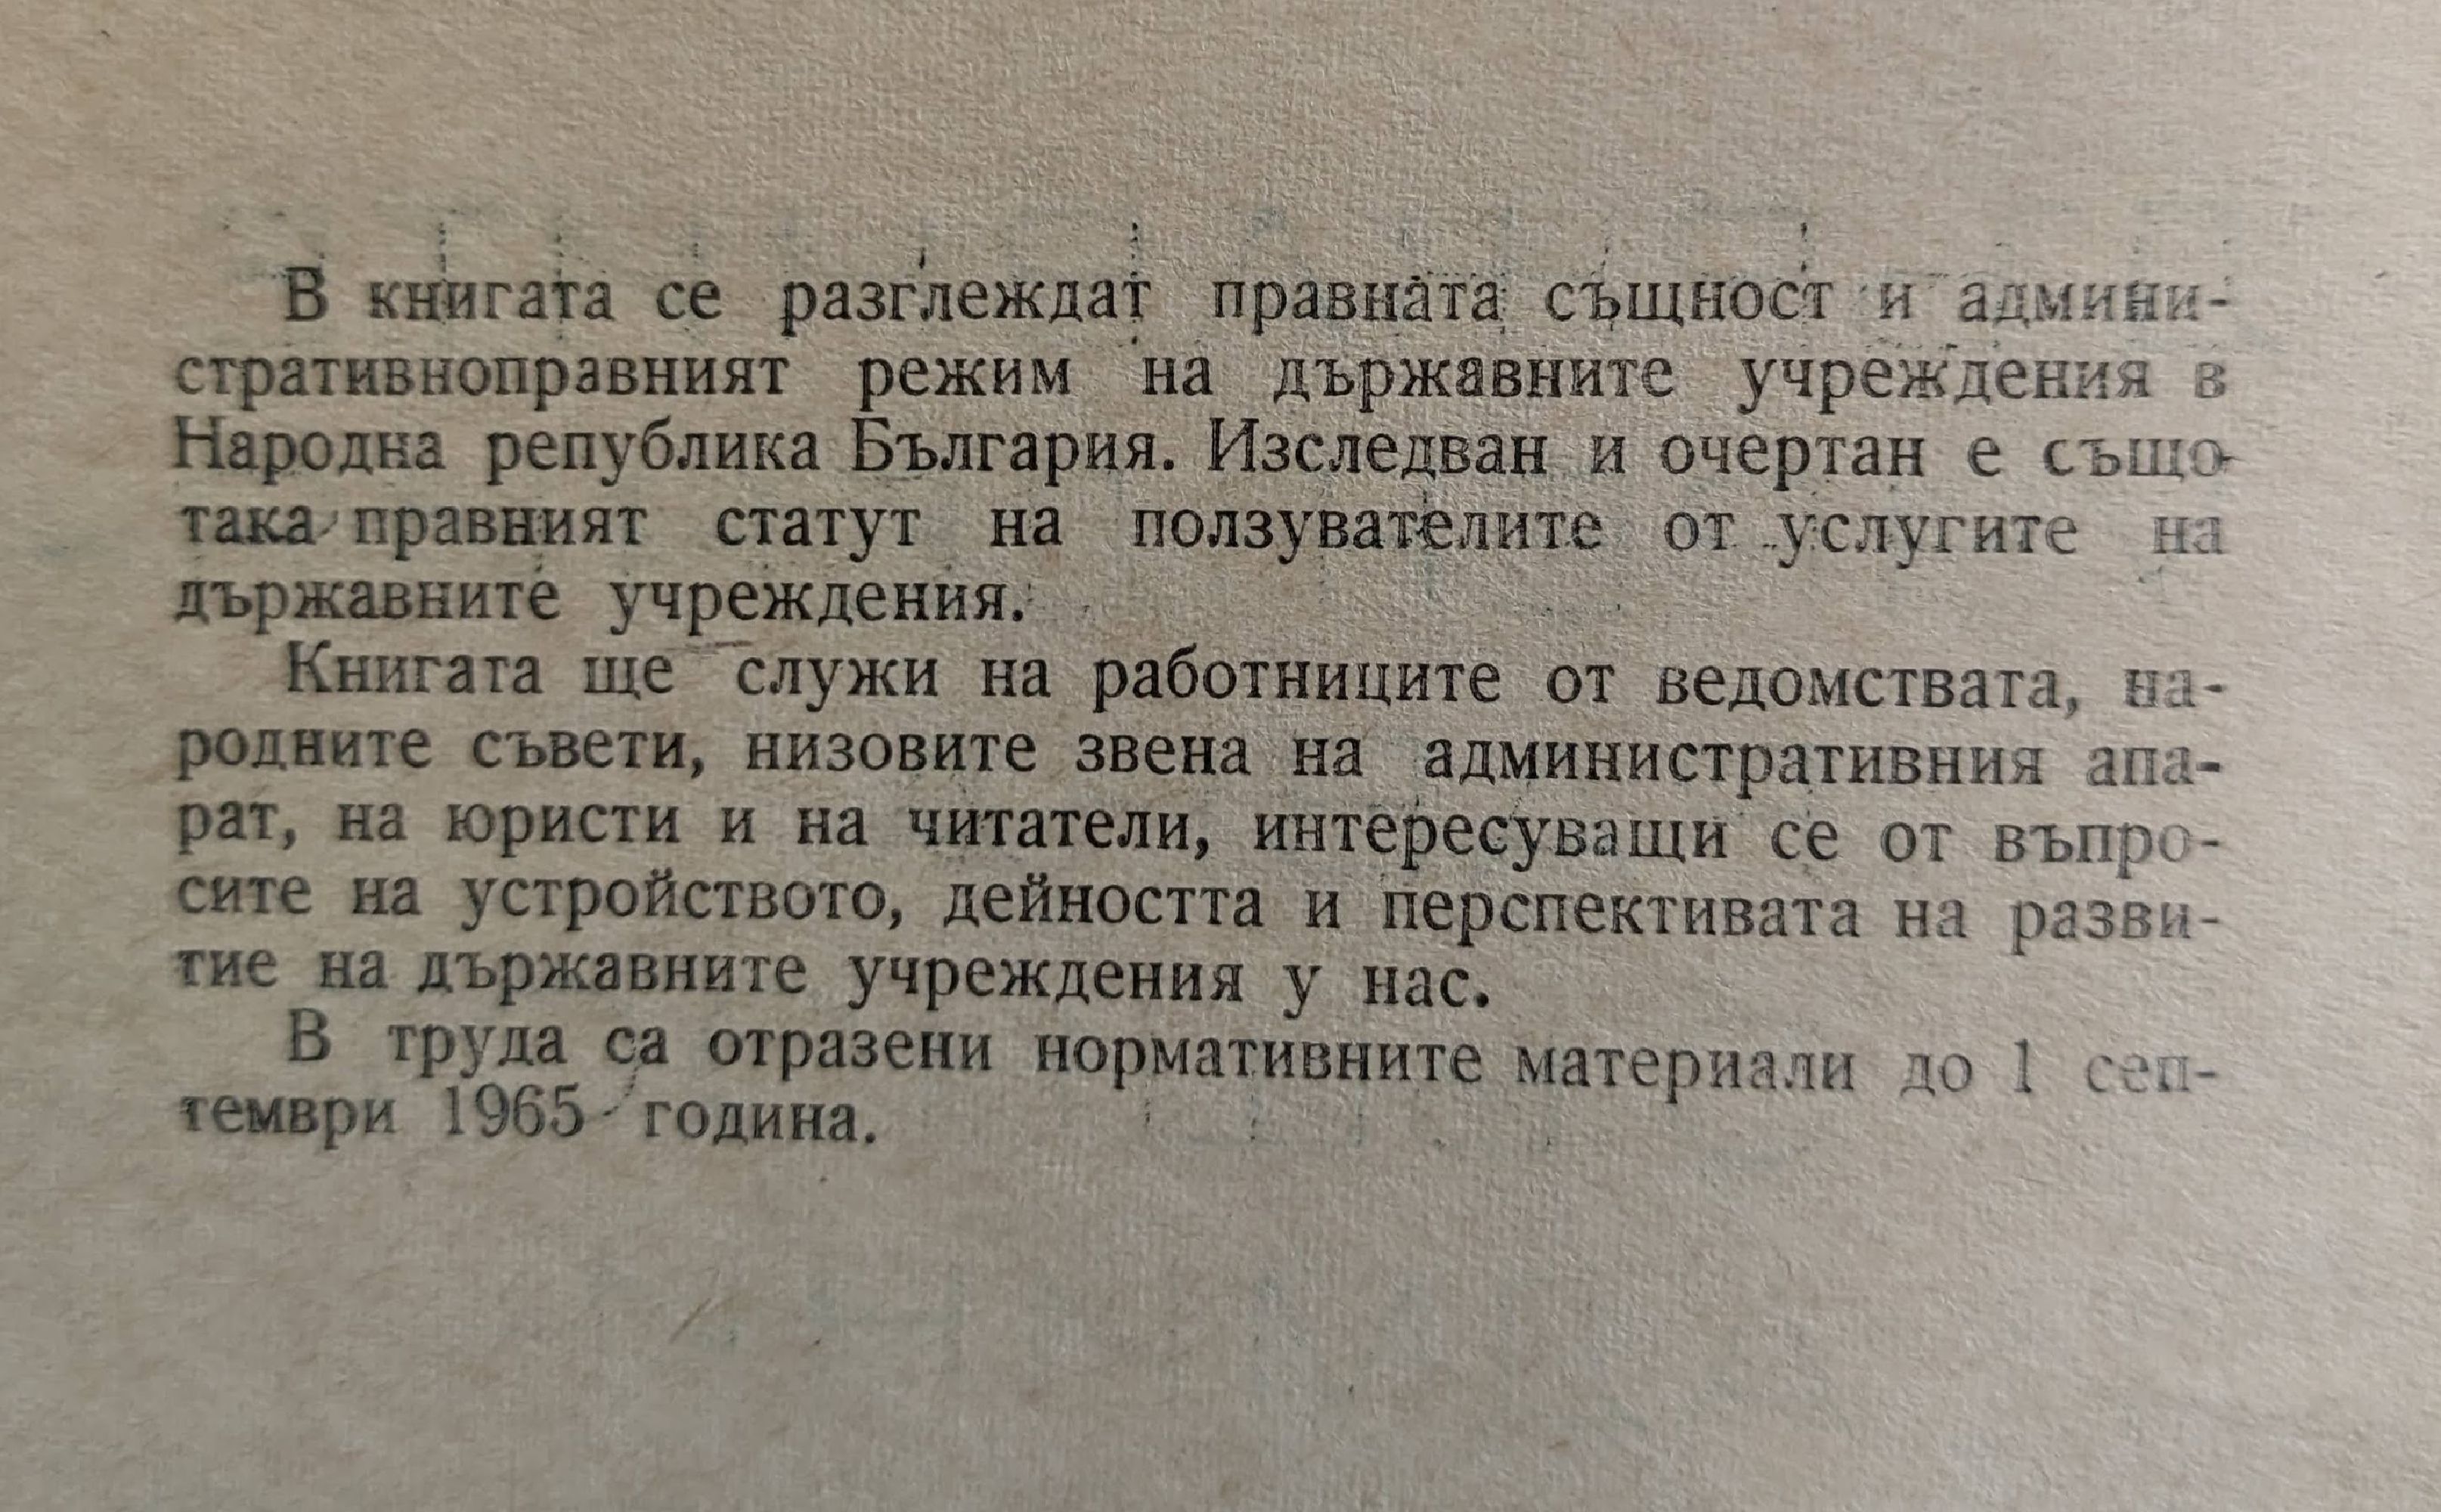 В книгата се разглеждат правната същност и админи-
стративноправният режим на държавните учреждения в
Народна република България. Изследван и очертан е също
така правният статут на ползувателите от услугите на
държавните учреждения.
Книгата ще служи на работниците от ведомствата, на-
родните съвети, низовите звена на административния апа-
рат, на юристи и на читатели, интересуващи се от въпро-
сите на устройството, дейността и перспективата на разви-
тие на държавните учреждения у нас.
В труда са отразени нормативните материали до 1 сеп-
тември 1965 година.